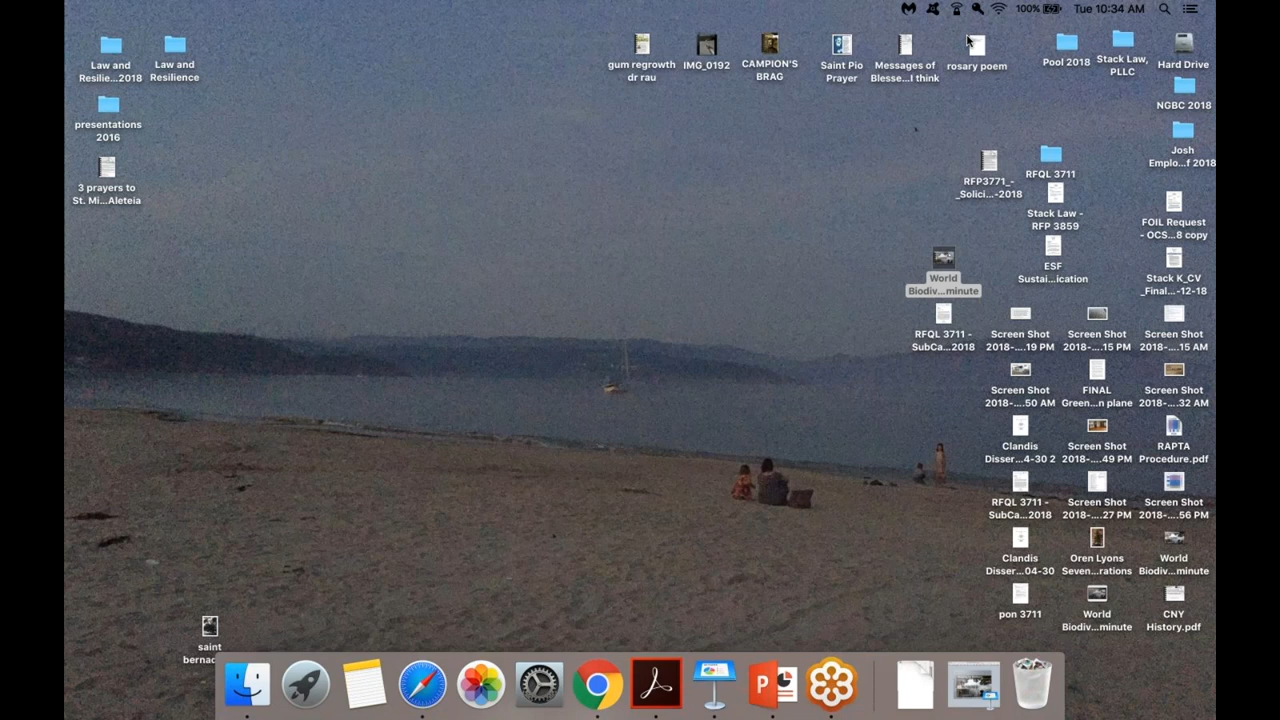 100%
Tue 10:34 AM
Law and
Resilie...2018
Law and
Resilience
gum regrowth
dr rau
IMG_0192
CAMPION'S
BRAG
Saint Pio
Prayer
Messages of
Blesse...I think
rosary poem
Pool 2018
Stack Law,
PLLC
Hard Drive
NGBC 2018
presentations
2016
Josh
Emplo...f 2018
3 prayers to
St. Mi...Aleteia
RFP3771_-
_Solici...-2018
RFQL 3711
Stack Law -
RFP 3859
FOIL Request
- OCS...8 copy
World
Biodiv...minute
ESF
Sustai...ication
Stack K_CV
_Final...-12-18
RFQL 3711 -
SubCa...2018
Screen Shot
2018-....19 PM
Screen Shot
2018-....15 PM
Screen Shot
2018-....15 AM
Screen Shot
2018-....50 AM
FINAL
Green...n plane
Screen Shot
2018-....32 AM
Clandis
Disser...4-30 2
Screen Shot
2018-....49 PM
RAPTA
Procedure.pdf
RFQL 3711 -
SubCa...2018
Screen Shot
2018-....27 PM
Screen Shot
2018-....56 PM
Clandis
Disser...04-30
Oren Lyons
Seven...rations
World
Biodiv...minute
pon 3711
World
Biodiv...minute
CNY
History.pdf
saint
bernad...
P